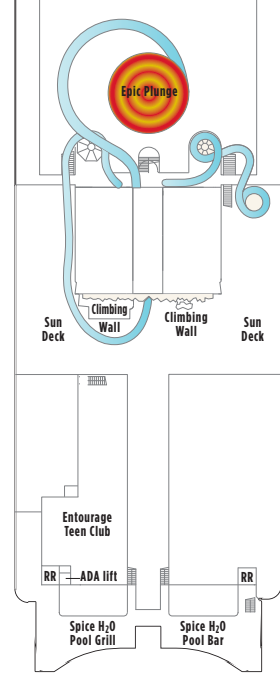 Epic Plunge
Climbing
Wall
Climbing
Wall
Sun
Deck
Sun
Deck
Entourage
Teen Club
RR
ADA lift
RR
Spice H₂O
Pool Grill
Spice H₂O
Pool Bar